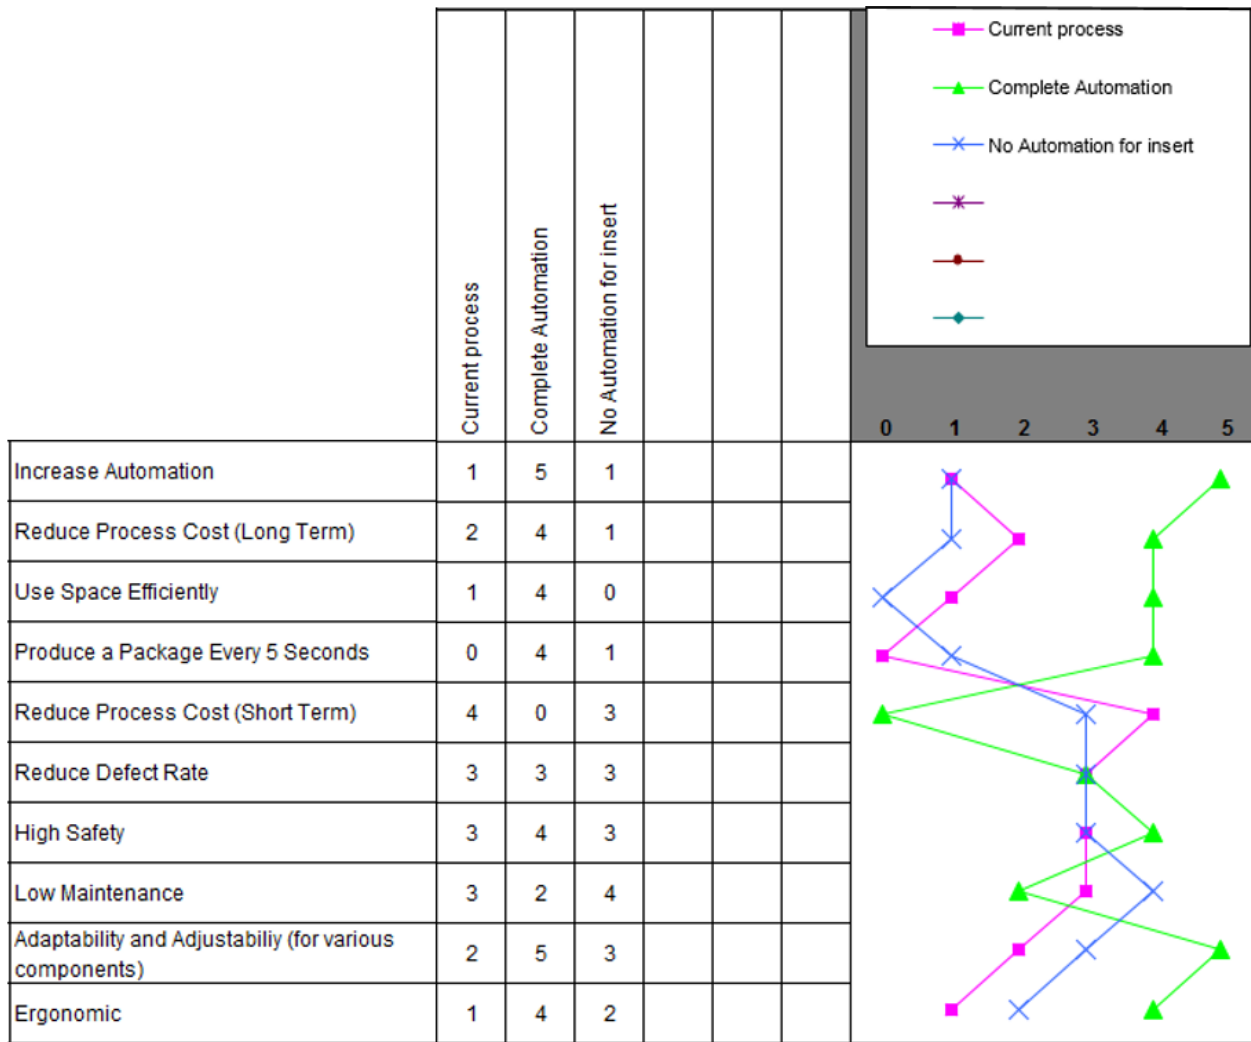 Current process
Complete Automation
No Automation for insert
Current process
Complete Automation
No Automation for insert
0 1 2 3 4 5
Increase Automation 1 5 1
Reduce Process Cost (Long Term) 2 4 1
Use Space Efficiently 1 4 0
Produce a Package Every 5 Seconds 0 4 1
Reduce Process Cost (Short Term) 4 0 3
Reduce Defect Rate 3 3 3
High Safety 3 4 3
Low Maintenance 3 2 4
Adaptability and Adjustabiliy (for various
components) 2 5 3
Ergonomic 1 4 2